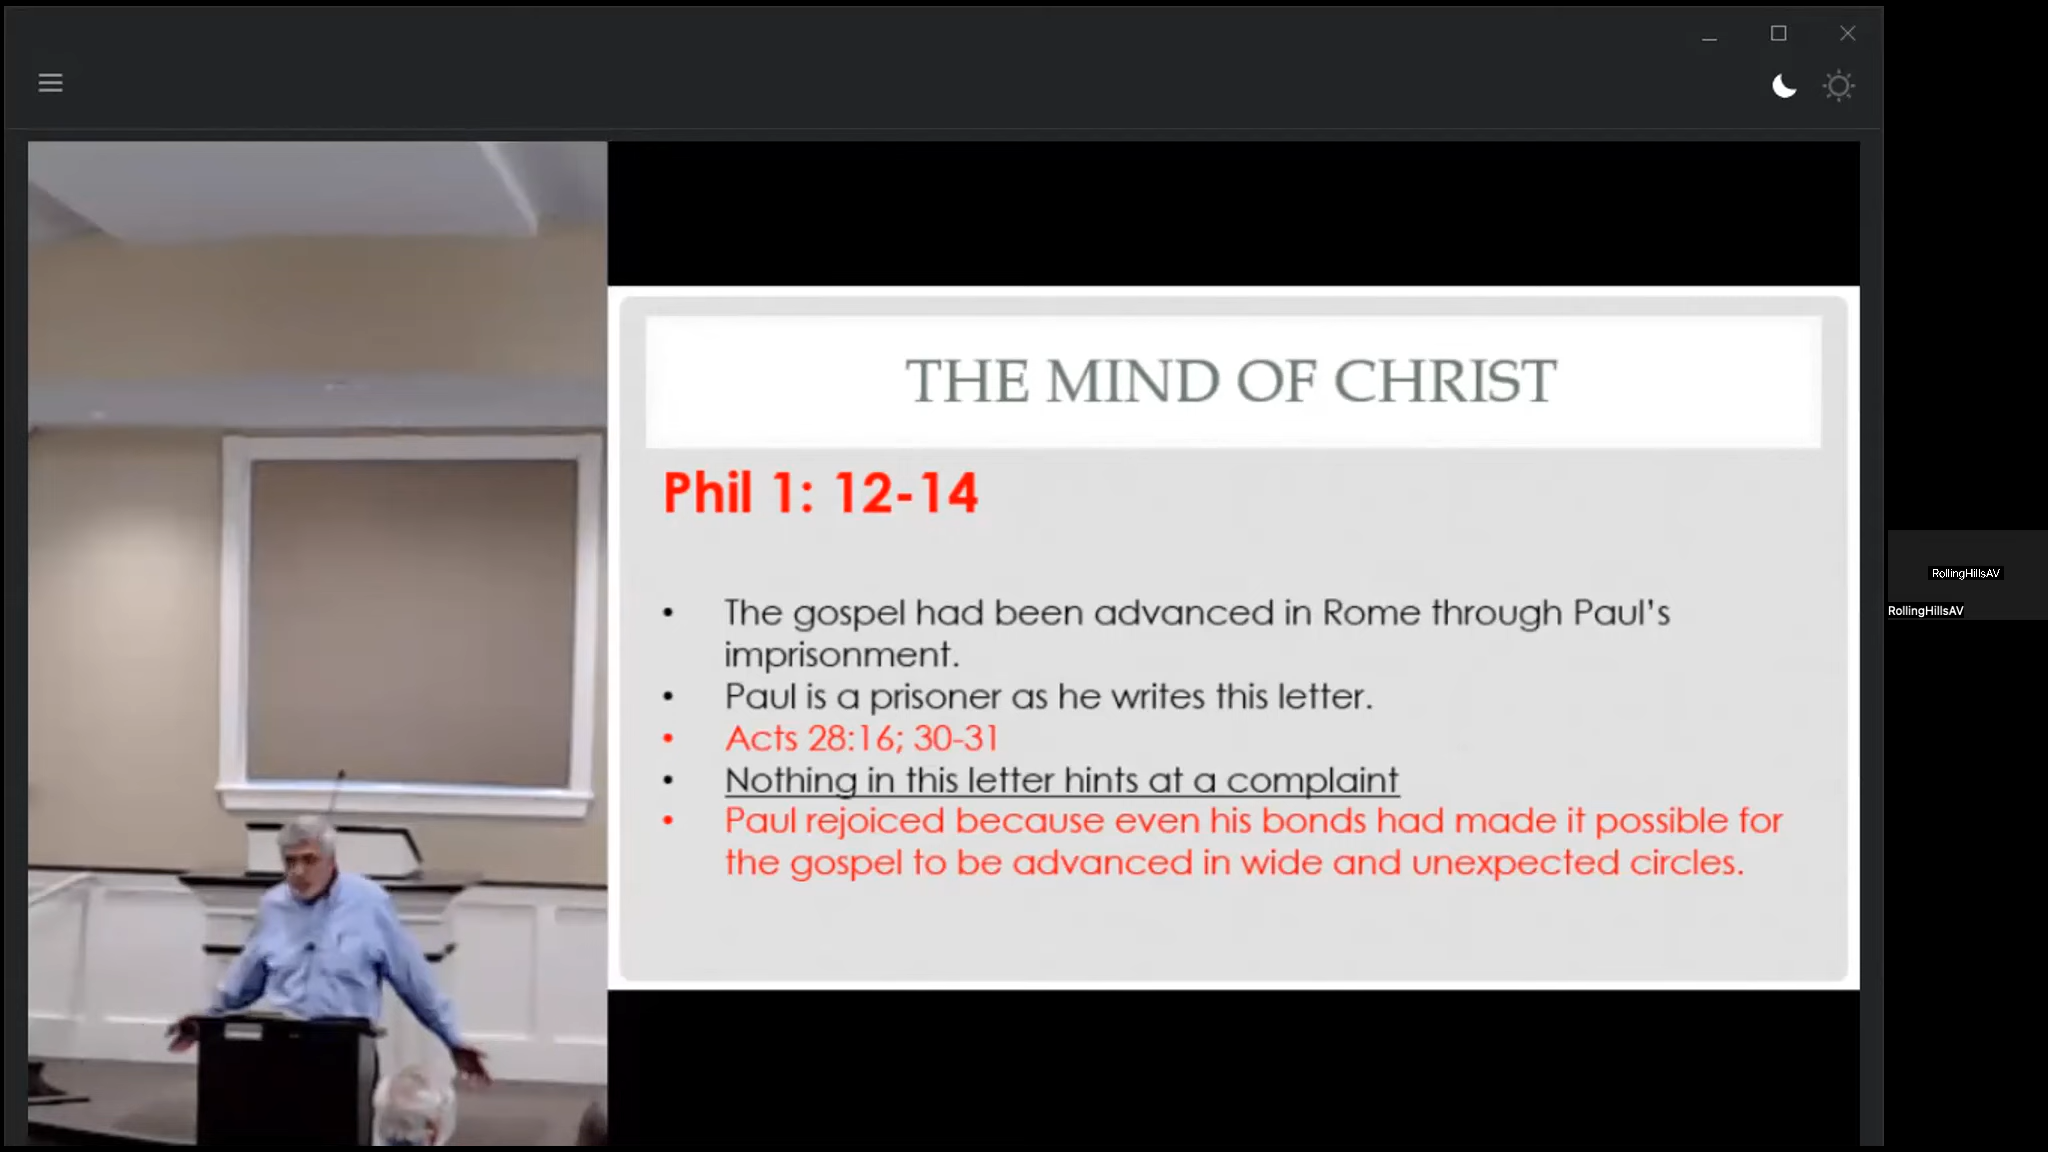 THE MIND OF CHRIST
Phil 1: 12-14
• The gospel had been advanced in Rome through Paul's
imprisonment.
• Paul is a prisoner as he writes this letter.
• Acts 28:16; 30-31
• Nothing in this letter hints at a complaint
• Paul rejoiced because even his bonds had made it possible for
the gospel to be advanced in wide and unexpected circles.
RollingHillsAV
RollingHillsAV